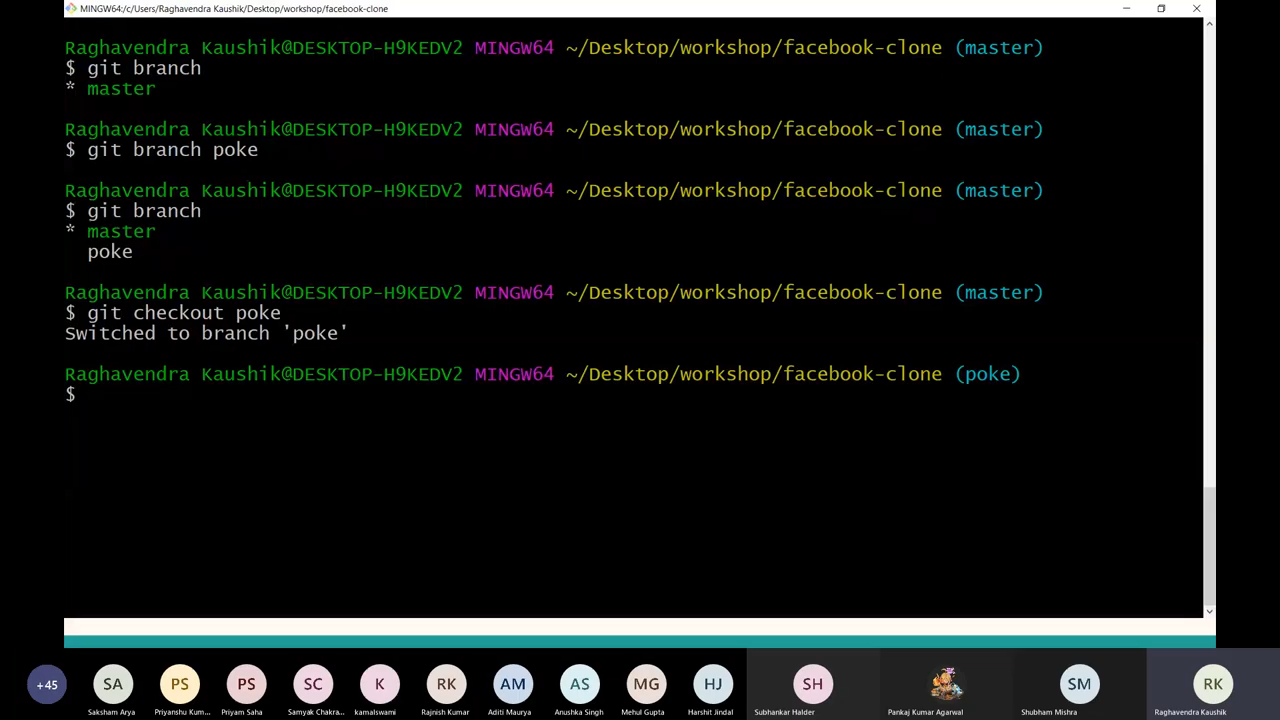 MINGW64:/c/Users/Raghavendra Kaushik/Desktop/workshop/facebook-clone
Raghavendra Kaushik@DESKTOP-H9KEDV2 MINGW64 ~/Desktop/workshop/facebook-clone (master)
$ git branch
* master
Raghavendra Kaushik@DESKTOP-H9KEDV2 MINGW64 ~/Desktop/workshop/facebook-clone (master)
$ git branch poke
Raghavendra Kaushik@DESKTOP-H9KEDV2 MINGW64 ~/Desktop/workshop/facebook-clone (master)
$ git branch
* master
poke
Raghavendra Kaushik@DESKTOP-H9KEDV2 MINGW64 ~/Desktop/workshop/facebook-clone (master)
$ git checkout poke
Switched to branch 'poke'
Raghavendra Kaushik@DESKTOP-H9KEDV2 MINGW64 ~/Desktop/workshop/facebook-clone (poke)
$
+45 SA PS PS SC K RK AM AS MG HJ SH SM RK
Saksham Arya Priyanshu Kum... Priyam Saha Samyak Chakra... kamalswami Rajnish Kumar Aditi Maurya Anushka Singh Mehul Gupta Harshit Jindal Subhankar Halder Pankaj Kumar Agarwal Shubham Mishra Raghavendra Kaushik